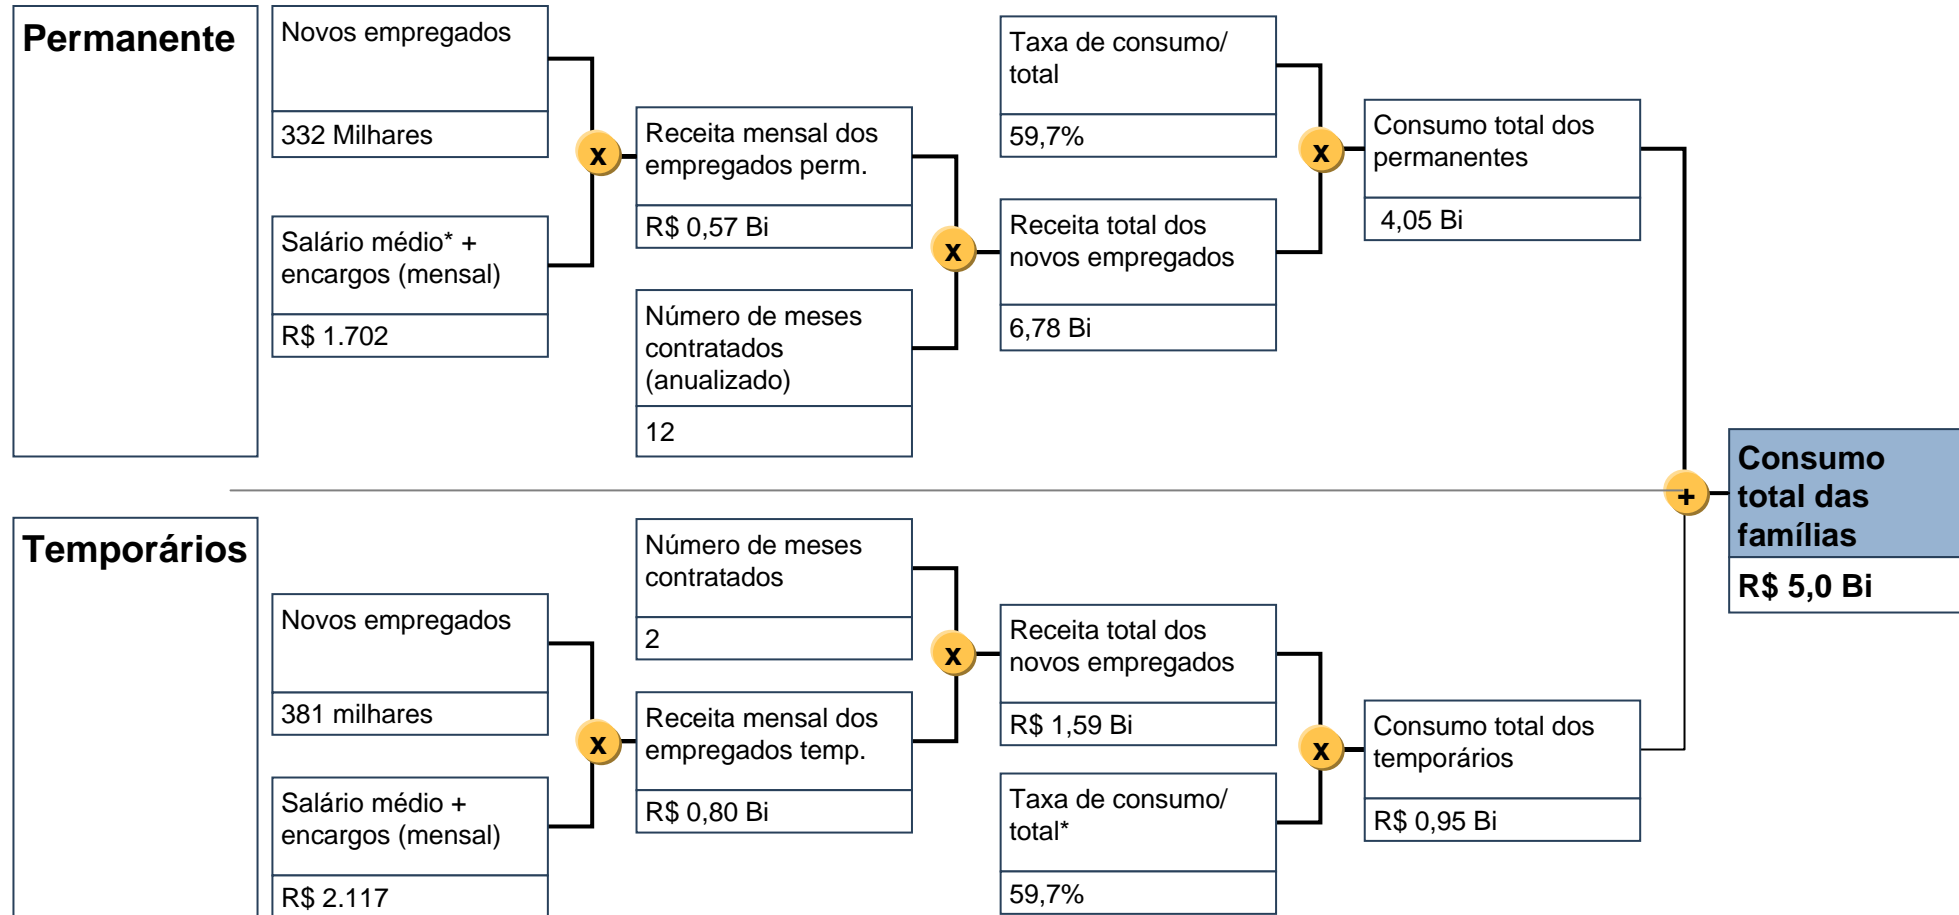 Permanente
Novos empregados
332 Milhares
Salário médio* +
encargos (mensal)
R$ 1.702
x
Receita mensal dos
empregados perm.
R$ 0,57 Bi
Número de meses
contratados
(anualizado)
12
x
Taxa de consumo/
total
59,7%
Receita total dos
novos empregados
6,78 Bi
x
Consumo total dos
permanentes
4,05 Bi
+
Consumo
total das
famílias
R$ 5,0 Bi
Temporários
Novos empregados
381 milhares
Salário médio +
encargos (mensal)
R$ 2.117
x
Número de meses
contratados
2
Receita mensal dos
empregados temp.
R$ 0,80 Bi
x
Receita total dos
novos empregados
R$ 1,59 Bi
Taxa de consumo/
total*
59,7%
x
Consumo total dos
temporários
R$ 0,95 Bi